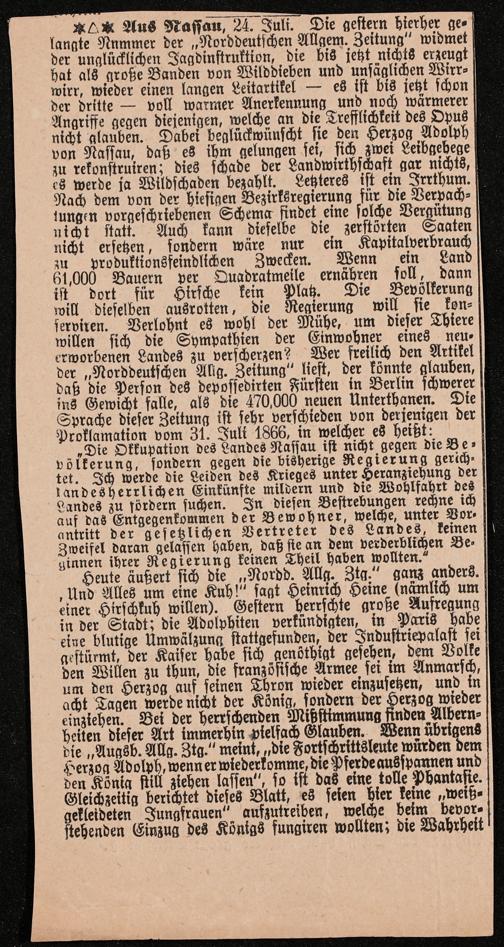 *△* Aus Nassau, 24. Juli. Die gestern hierher ge-
langte Nummer der „Norddeutschen Allgem. Zeitung" widmet
der unglücklichen Jagdinstruktion, die bis jetzt nichts erzeugt
hat als große Banden von Wilddieben und unsäglichen Wirr-
wirr, wieder einen langen Leitartikel — es ist bis jetzt schon
der dritte — voll warmer Anerkennung und noch wärmerer
Angriffe gegen diejenigen, welche an die Trefflichkeit des Opus
nicht glauben. Dabei beglückwünscht sie den Herzog Adolph
von Nassau, daß es ihm gelungen sei, sich zwei Leibgehege
zu rekonstruiren; dies schade der Landwirthschaft gar nichts,
es werde ja Wildschaden bezahlt. Letzteres ist ein Irrthum.
Nach dem von der hiesigen Bezirksregierung für die Verpach-
tungen vorgeschriebenen Schema findet eine solche Vergütung
nicht statt. Auch kann dieselbe die zerstörten Saaten
nicht ersetzen, sondern wäre nur ein Kapitalverbrauch
zu produktionsfeindlichen Zwecken. Wenn ein Land
61,000 Bauern per Quadratmeile ernähren soll, dann
ist dort für Hirsche kein Platz. Die Bevölkerung
will dieselben ausrotten, die Regierung will sie kon-
serviren. Verlohnt es wohl der Mühe, um dieser Thiere
willen sich die Sympathien der Einwohner eines neu-
erworbenen Landes zu verscherzen? Wer freilich den Artikel
der „Norddeutschen Allg. Zeitung" liest, der könnte glauben,
daß die Person des depossedirten Fürsten in Berlin schwerer
ins Gewicht falle, als die 470,000 neuen Unterthanen. Die
Sprache dieser Zeitung ist sehr verschieden von derjenigen der
Proklamation vom 31. Juli 1866, in welcher es heißt:
„Die Okkupation des Landes Nassau ist nicht gegen die Be-
völkerung, sondern gegen die bisherige Regierung gerich-
tet. Ich werde die Leiden des Krieges unter Heranziehung der
landesherrlichen Einkünfte mildern und die Wohlfahrt des
Landes zu fördern suchen. In diesen Bestrebungen rechne ich
auf das Entgegenkommen der Bewohner, welche, unter Vor-
antritt der gesetzlichen Vertreter des Landes, keinen
Zweifel daran gelassen haben, daß sie an dem verderblichen Be-
ginnen ihrer Regierung keinen Theil haben wollten."
Heute äußert sich die „Nordd. Allg. Ztg." ganz anders.
„Und Alles um eine Kuh!" sagt Heinrich Heine (nämlich um
einer Hirschkuh willen). Gestern herrschte große Aufregung
in der Stadt; die Adolphiten verkündigten, in Paris habe
eine blutige Umwälzung stattgefunden, der Industriepalast sei
gestürmt, der Kaiser habe sich genöthigt gesehen, dem Volke
den Willen zu thun, die französische Armee sei im Anmarsch,
um den Herzog auf seinen Thron wieder einzusetzen, und in
acht Tagen werde nicht der König, sondern der Herzog wieder
einziehen. Bei der herrschenden Mißstimmung finden Albern-
heiten dieser Art immerhin vielfach Glauben. Wenn übrigens
die „Augsb. Allg. Ztg." meint, „die Fortschrittsleute würden dem
Herzog Adolph, wenn er wiederkomme, die Pferde ausspannen und
den König still ziehen lassen", so ist das eine tolle Phantasie.
Gleichzeitig berichtet dieses Blatt, es seien hier keine „weiß-
gekleideten Jungfrauen" aufzutreiben, welche beim bevor-
stehenden Einzug des Königs fungiren wollten; die Wahrheit